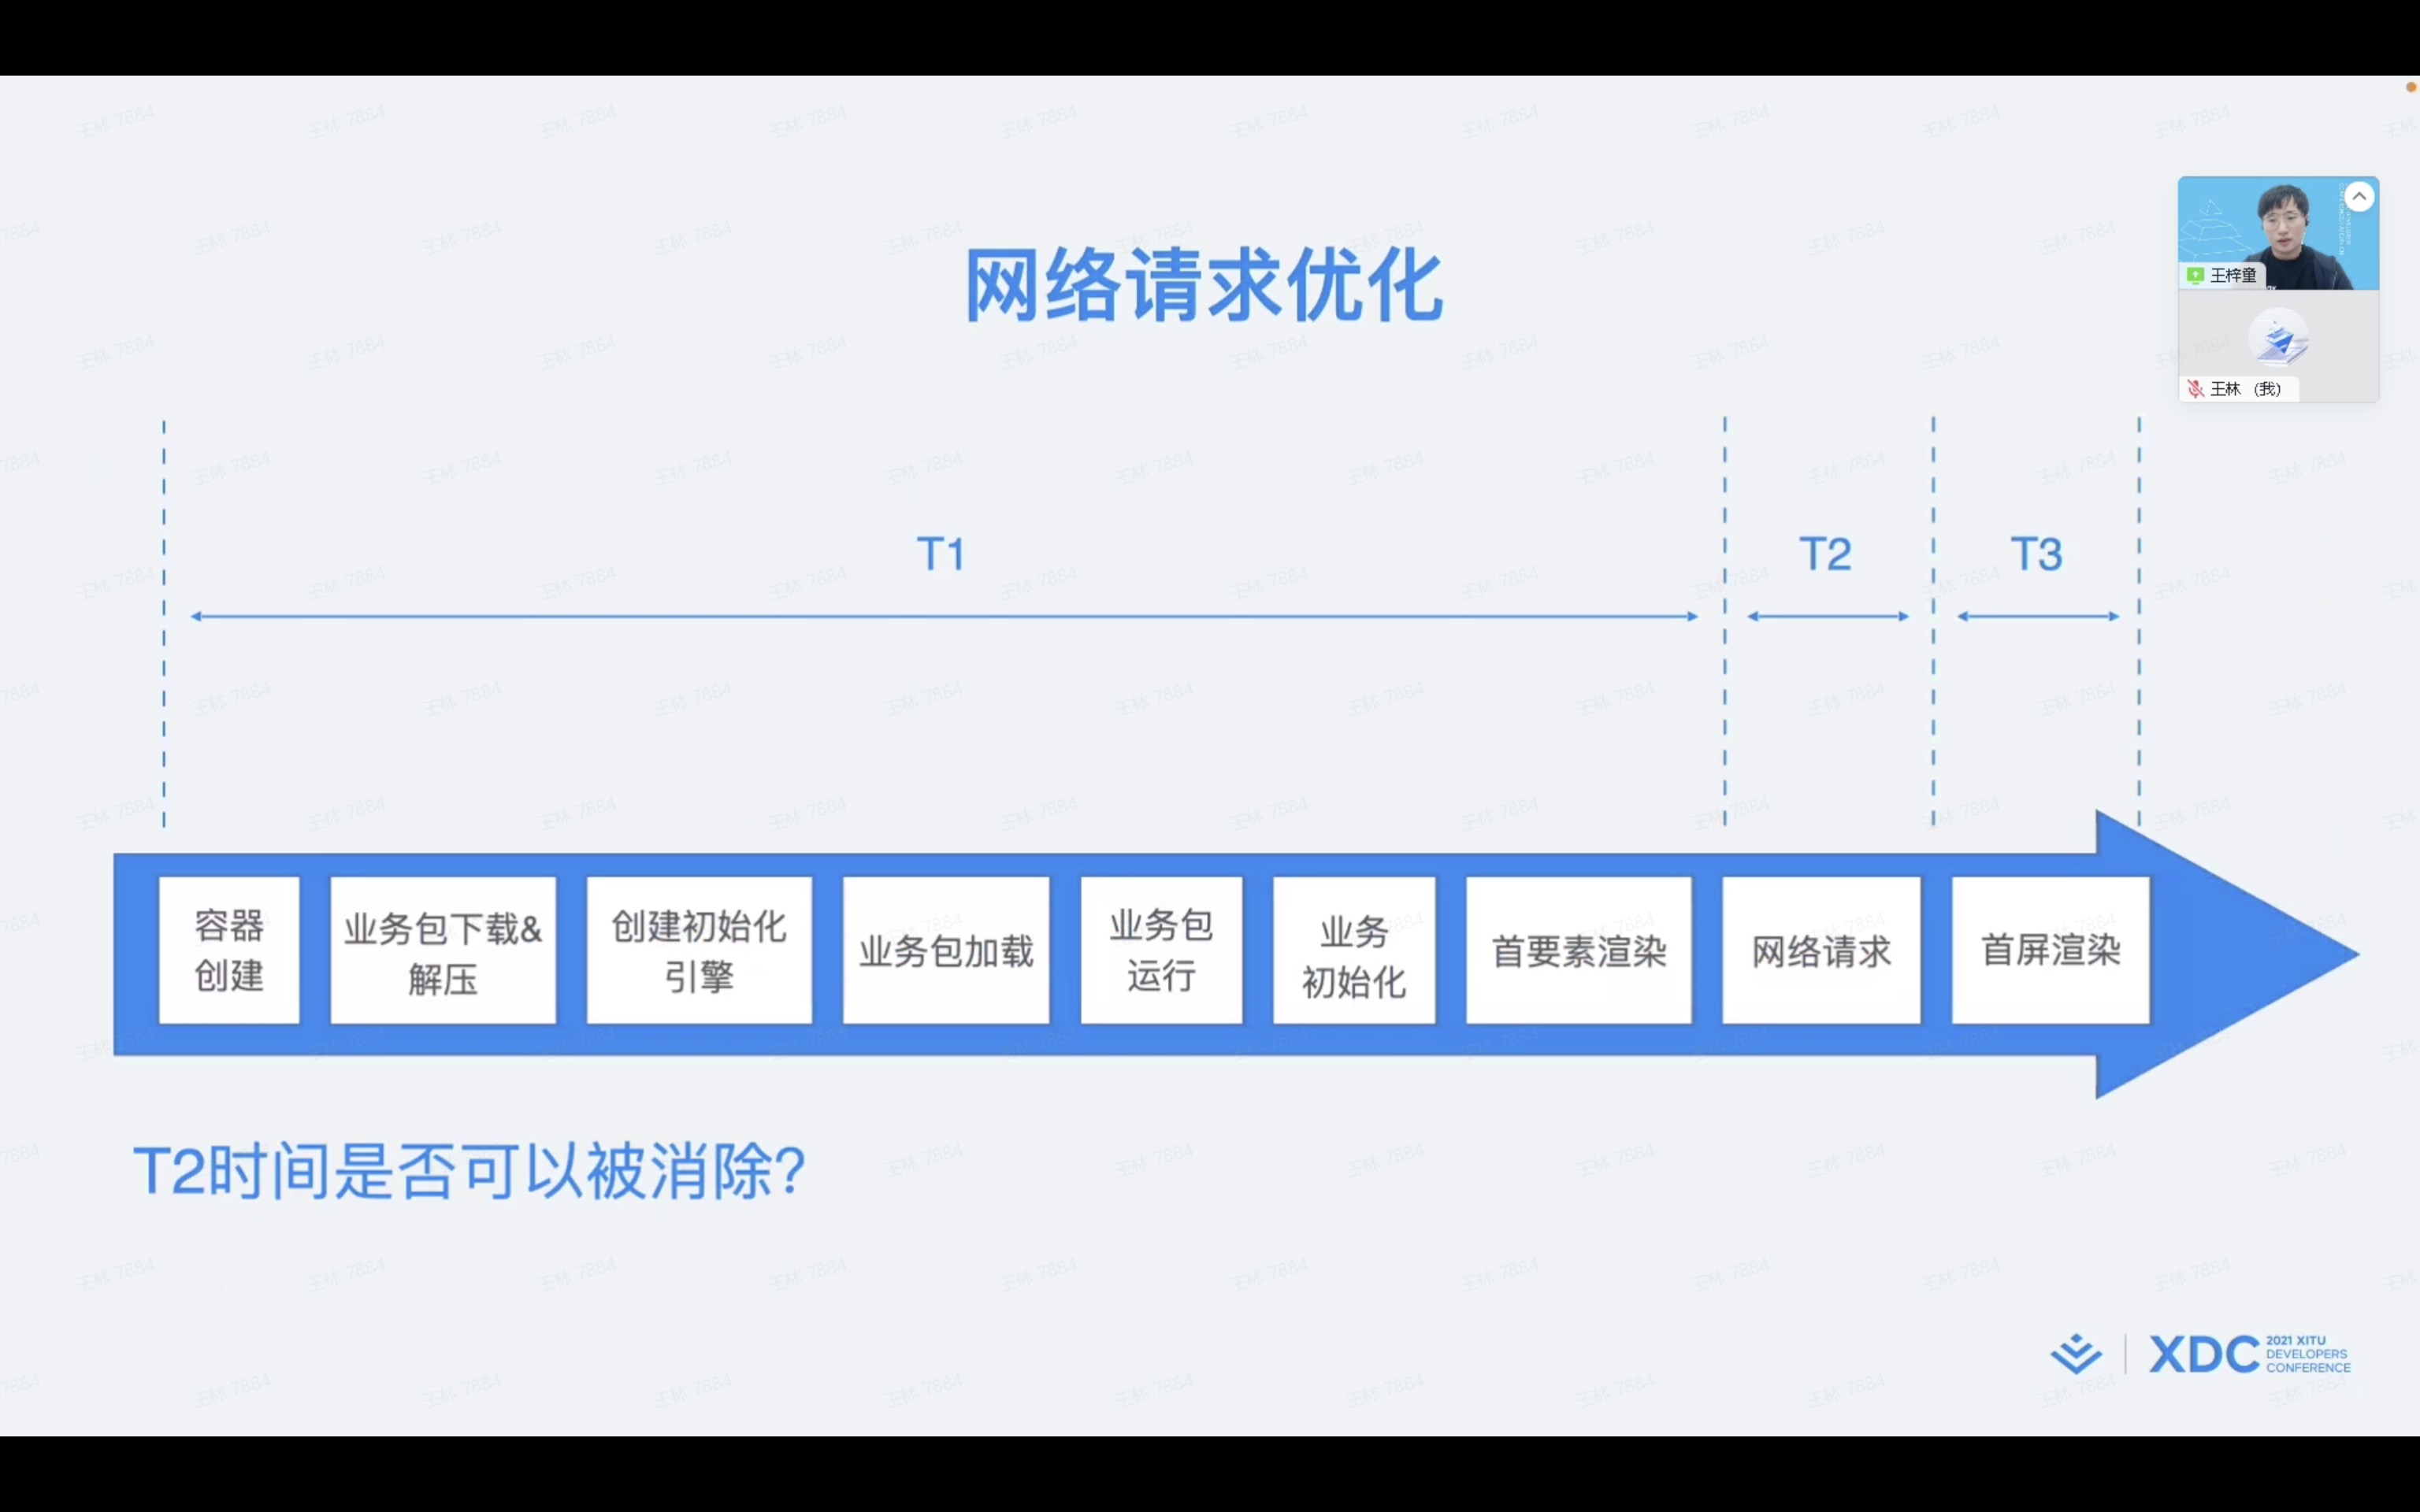 网络请求优化
王梓童
王林 (我)
T1
T2
T3
容器
创建
业务包下载&
解压
创建初始化
引擎
业务包加载
业务包
运行
业务
初始化
首要素渲染
网络请求
首屏渲染
T2时间是否可以被消除?
XDC
2021 XITU
DEVELOPERS
CONFERENCE
王林 7884